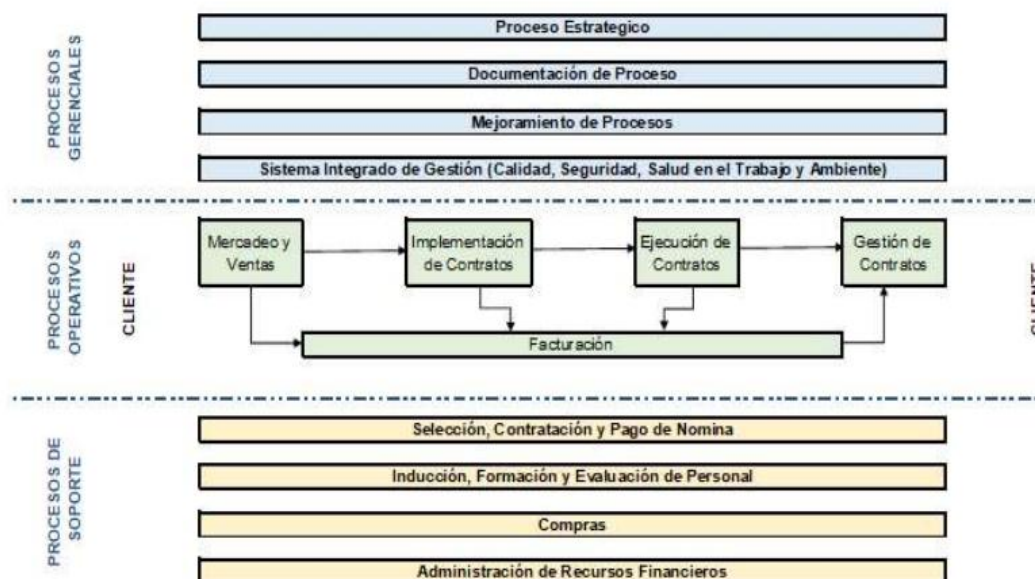 PROCESOS
GERENCIALES
Proceso Estrategico
Documentación de Proceso
Mejoramiento de Procesos
Sistema Integrado de Gestión (Calidad, Seguridad, Salud en el Trabajo y Ambiente)
PROCESOS
OPERATIVOS
CLIENTE
Mercadeo y
Ventas
Implementación
de Contratos
Ejecución de
Contratos
Gestión de
Contratos
Facturación
CLIENTE
PROCESOS DE
SOPORTE
Selección, Contratación y Pago de Nomina
Inducción, Formación y Evaluación de Personal
Compras
Administración de Recursos Financieros